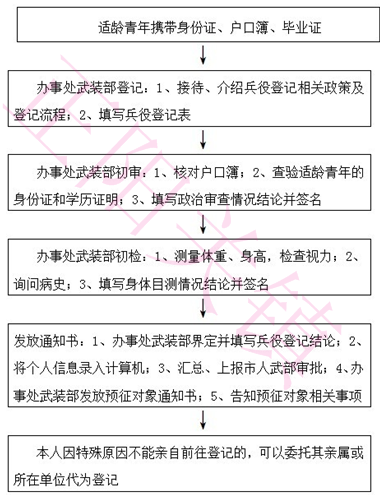 适龄青年携带身份证、户口簿、毕业证
办事处武装部登记：1、接待、介绍兵役登记相关政策及
登记流程；2、填写兵役登记表
办事处武装部初审：1、核对户口簿；2、查验适龄青年的
身份证和学历证明；3、填写政治审查情况结论并签名
办事处武装部初检：1、测量体重、身高，检查视力；2、
询问病史；3、填写身体目测情况结论并签名
发放通知书：1、办事处武装部界定并填写兵役登记结论；2、
将个人信息录入计算机；3、汇总、上报市人武部审批；4、办
事处武装部发放预征对象通知书；5、告知预征对象相关事项
本人因特殊原因不能亲自前往登记的，可以委托其亲属或
所在单位代为登记
正阳关镇